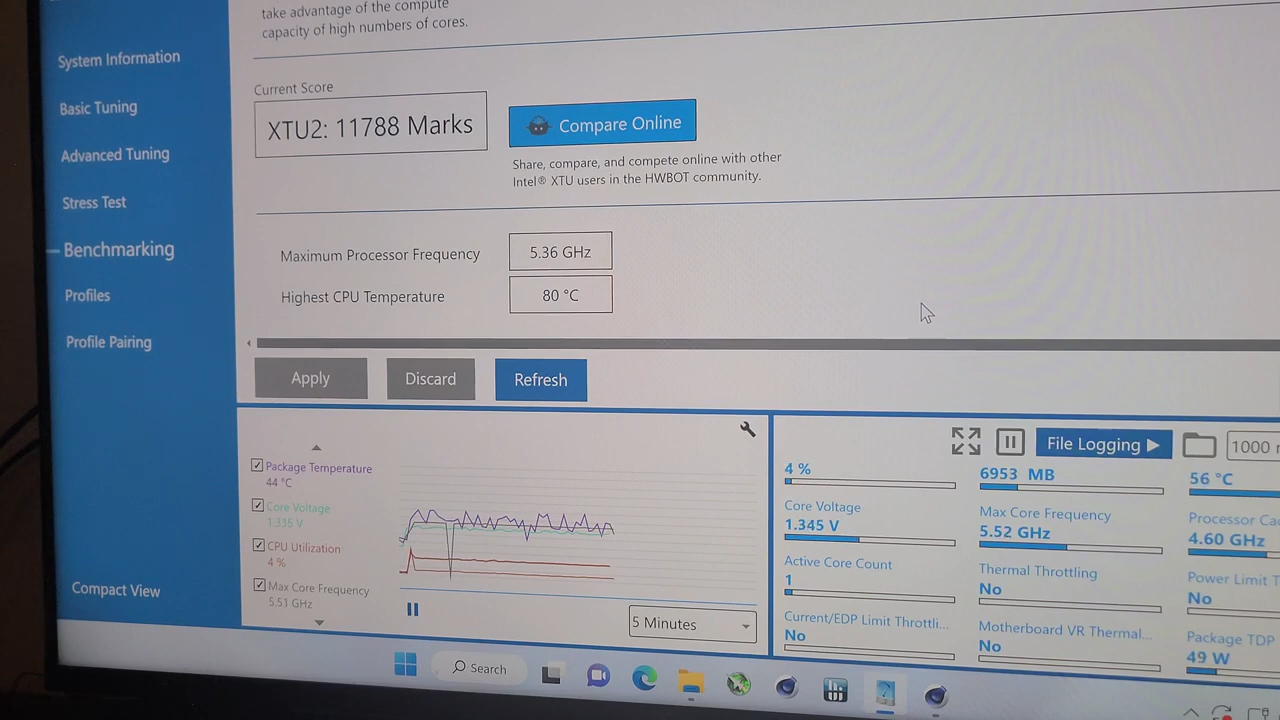 take advantage of the compute
capacity of high numbers of cores.
System Information
Basic Tuning
Advanced Tuning
Stress Test
Benchmarking
Profiles
Profile Pairing
Compact View
Current Score
XTU2: 11788 Marks
Compare Online
Share, compare, and compete online with other
Intel® XTU users in the HWBOT community.
Maximum Processor Frequency
5.36 GHz
Highest CPU Temperature
80 °C
Apply
Discard
Refresh
Package Temperature
44 °C
Core Voltage
1.335 V
CPU Utilization
4 %
Max Core Frequency
5.51 GHz
5 Minutes
File Logging
1000
4 %
6953 MB
56 °C
Core Voltage
1.345 V
Max Core Frequency
5.52 GHz
Processor Ca
4.60 GHz
Active Core Count
1
Thermal Throttling
No
Power Limit T
No
Current/EDP Limit Throttli...
No
Motherboard VR Thermal...
No
Package TDP
49 W
Search